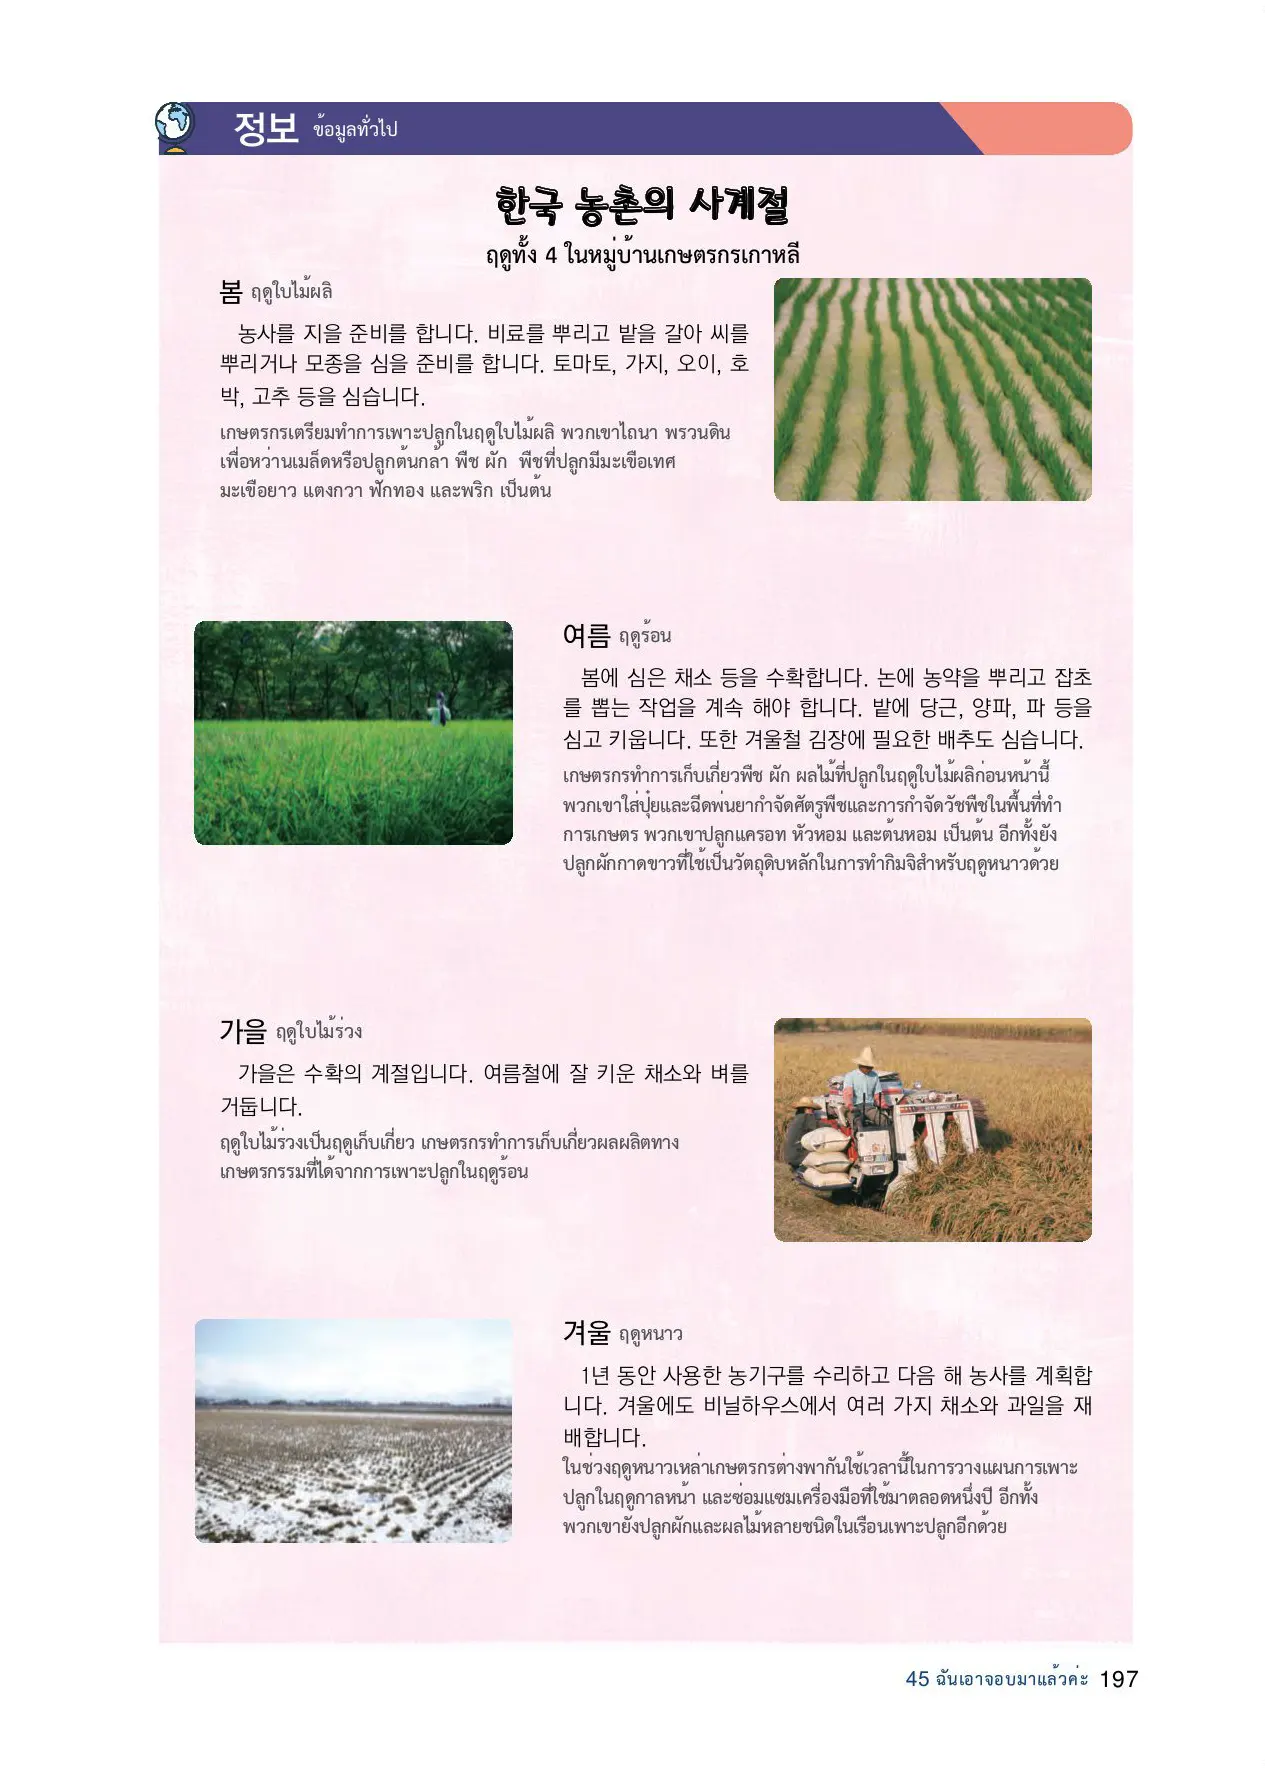 정보 ข้อมูลทั่วไป
한국 농촌의 사계절
ฤดูทั้ง 4 ในหมู่บ้านเกษตรกรเกาหลี
봄 ฤดูใบไม้ผลิ
농사를 지을 준비를 합니다. 비료를 뿌리고 밭을 갈아 씨를
뿌리거나 모종을 심을 준비를 합니다. 토마토, 가지, 오이, 호
박, 고추 등을 심습니다.
เกษตรกรเตรียมทำการเพาะปลูกในฤดูใบไม้ผลิ พวกเขาไถนา พรวนดิน
เพื่อหว่านเมล็ดหรือปลูกต้นกล้า พืช ผัก พืชที่ปลูกมีมะเขือเทศ
มะเขือยาว แตงกวา ฟักทอง และพริก เป็นต้น
여름 ฤดูร้อน
봄에 심은 채소 등을 수확합니다. 논에 농약을 뿌리고 잡초
를 뽑는 작업을 계속 해야 합니다. 밭에 당근, 양파, 파 등을
심고 키웁니다. 또한 겨울철 김장에 필요한 배추도 심습니다.
เกษตรกรทำการเก็บเกี่ยวพืช ผัก ผลไม้ที่ปลูกในฤดูใบไม้ผลิก่อนหน้านี้
พวกเขาใส่ปุ๋ยและฉีดพ่นยากำจัดศัตรูพืชและการกำจัดวัชพืชในพื้นที่ทำ
การเกษตร พวกเขาปลูกแครอท หัวหอม และต้นหอม เป็นต้น อีกทั้งยัง
ปลูกผักกาดขาวที่ใช้เป็นวัตถุดิบหลักในการทำกิมจิสำหรับฤดูหนาวด้วย
가을 ฤดูใบไม้ร่วง
가을은 수확의 계절입니다. 여름철에 잘 키운 채소와 벼를
거둡니다.
ฤดูใบไม้ร่วงเป็นฤดูเก็บเกี่ยว เกษตรกรทำการเก็บเกี่ยวผลผลิตทาง
เกษตรกรรมที่ได้จากการเพาะปลูกในฤดูร้อน
겨울 ฤดูหนาว
1년 동안 사용한 농기구를 수리하고 다음 해 농사를 계획합
니다. 겨울에도 비닐하우스에서 여러 가지 채소와 과일을 재
배합니다.
ในช่วงฤดูหนาวเหล่าเกษตรกรต่างพากันใช้เวลานี้ในการวางแผนการเพาะ
ปลูกในฤดูกาลหน้า และซ่อมแซมเครื่องมือที่ใช้มาตลอดหนึ่งปี อีกทั้ง
พวกเขายังปลูกผักและผลไม้หลายชนิดในเรือนเพาะปลูกอีกด้วย
45 ฉันเอาจอบมาแล้วค่ะ 197